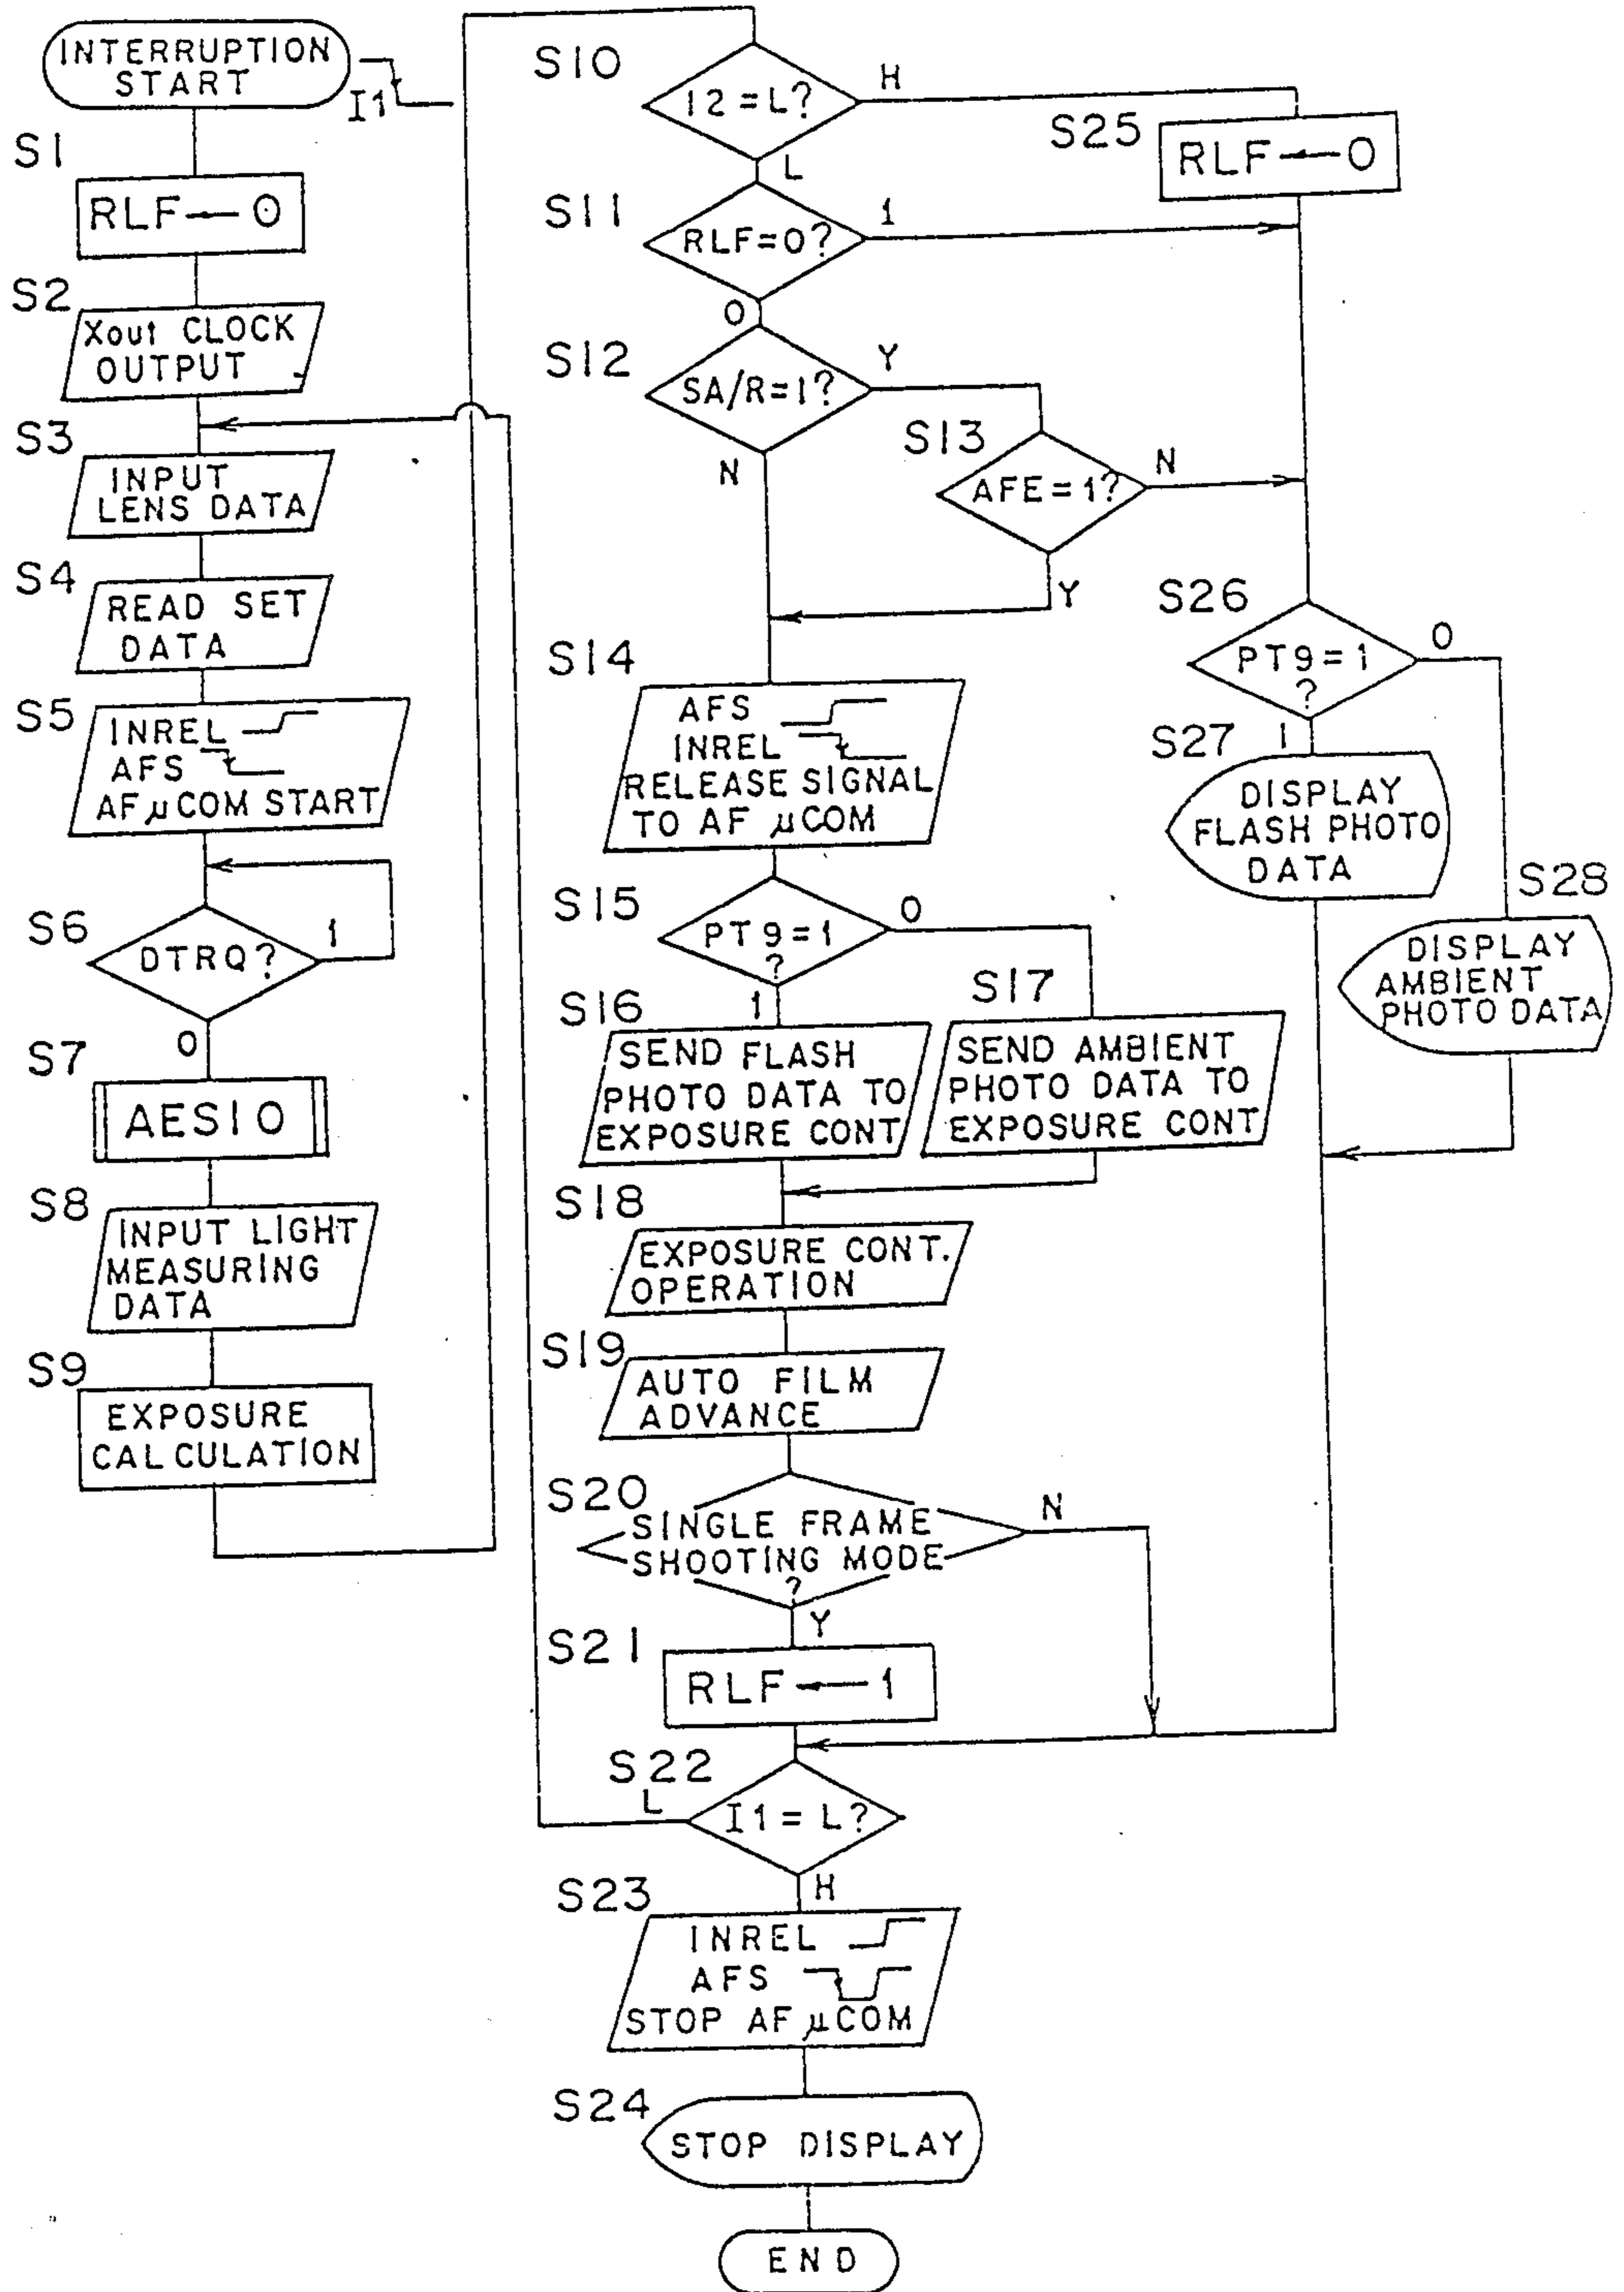 INTERRUPTION
START
I1
S1
RLF ← 0
S2
Xout CLOCK
OUTPUT
S3
INPUT
LENS DATA
S4
READ SET
DATA
S5
INREL
AFS
AF μCOM START
S6
DTRQ?
1
0
S7
AESIO
S8
INPUT LIGHT
MEASURING
DATA
S9
EXPOSURE
CALCULATION
S10
I2=L?
H
L
S11
RLF=0?
1
0
S12
SA/R=1?
Y
N
S13
AFE=1?
N
Y
S14
AFS
INREL
RELEASE SIGNAL
TO AF μCOM
S15
PT9=1
?
0
1
S16
SEND FLASH
PHOTO DATA TO
EXPOSURE CONT
S17
SEND AMBIENT
PHOTO DATA TO
EXPOSURE CONT
S18
EXPOSURE CONT.
OPERATION
S19
AUTO FILM
ADVANCE
S20
SINGLE FRAME
SHOOTING MODE
?
N
Y
S21
RLF ← 1
S22
L
I1=L?
H
S23
INREL
AFS
STOP AF μCOM
S24
STOP DISPLAY
END
S25
RLF ← 0
S26
PT9=1
?
0
1
S27
DISPLAY
FLASH PHOTO
DATA
S28
DISPLAY
AMBIENT
PHOTO DATA